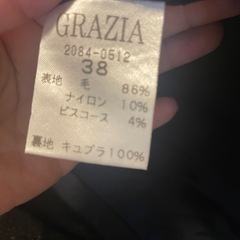 GRAZIA
2084-0512
38
表地 毛 86%
ナイロン 10%
ビスコース 4%
裏地 キュプラ100%